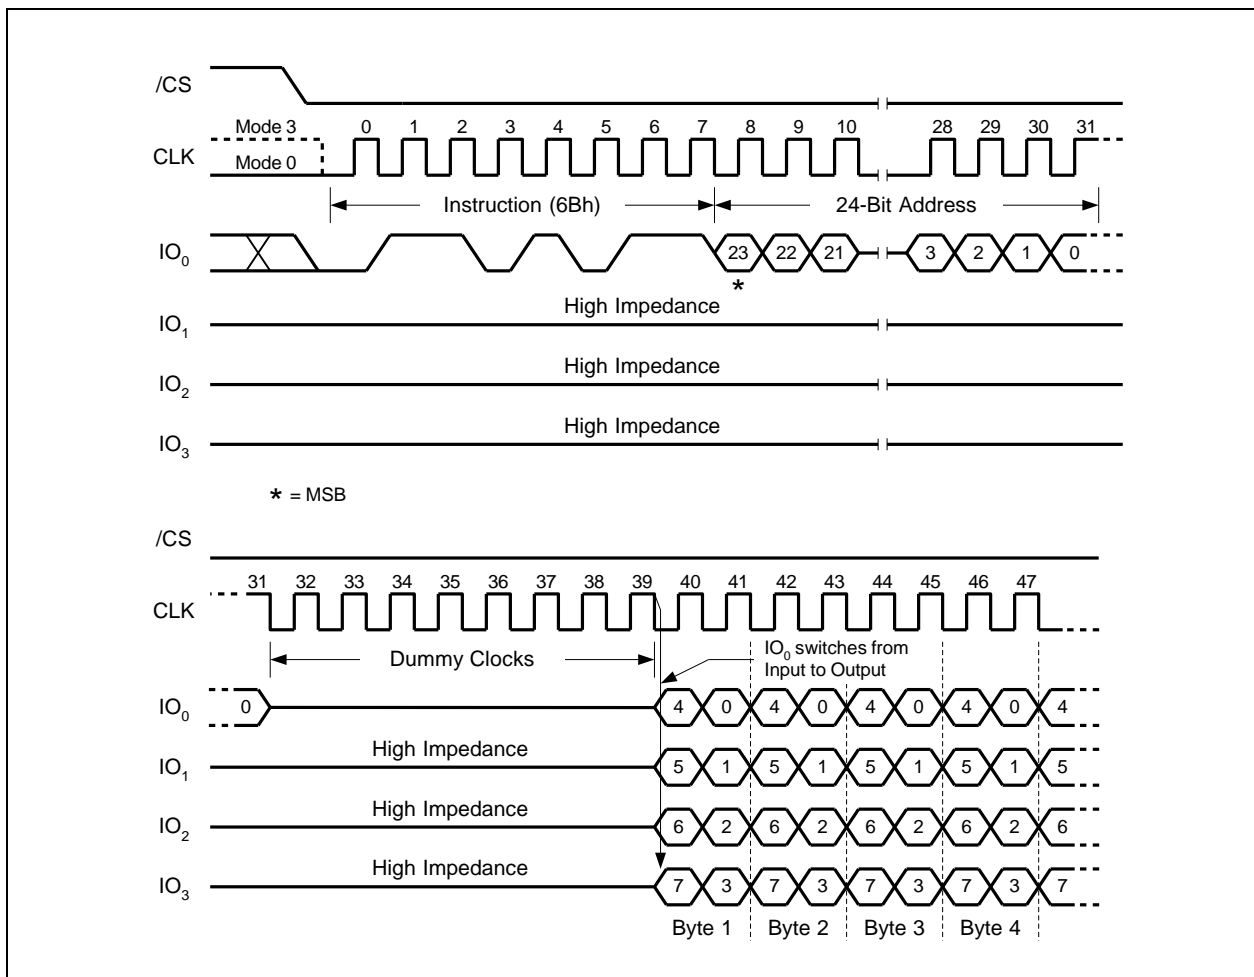 /CS
Mode 3 0 1 2 3 4 5 6 7 8 9 10 28 29 30 31
CLK
Mode 0
Instruction (6Bh) 24-Bit Address
IO0 23 22 21 3 2 1 0
*
High Impedance
IO1
High Impedance
IO2
High Impedance
IO3
* = MSB
/CS
31 32 33 34 35 36 37 38 39 40 41 42 43 44 45 46 47
CLK
IO0 switches from
Dummy Clocks Input to Output
IO0 0 4 0 4 0 4 0 4 0 4
High Impedance
IO1 5 1 5 1 5 1 5 1 5
High Impedance
IO2 6 2 6 2 6 2 6 2 6
High Impedance
IO3 7 3 7 3 7 3 7 3 7
Byte 1 Byte 2 Byte 3 Byte 4